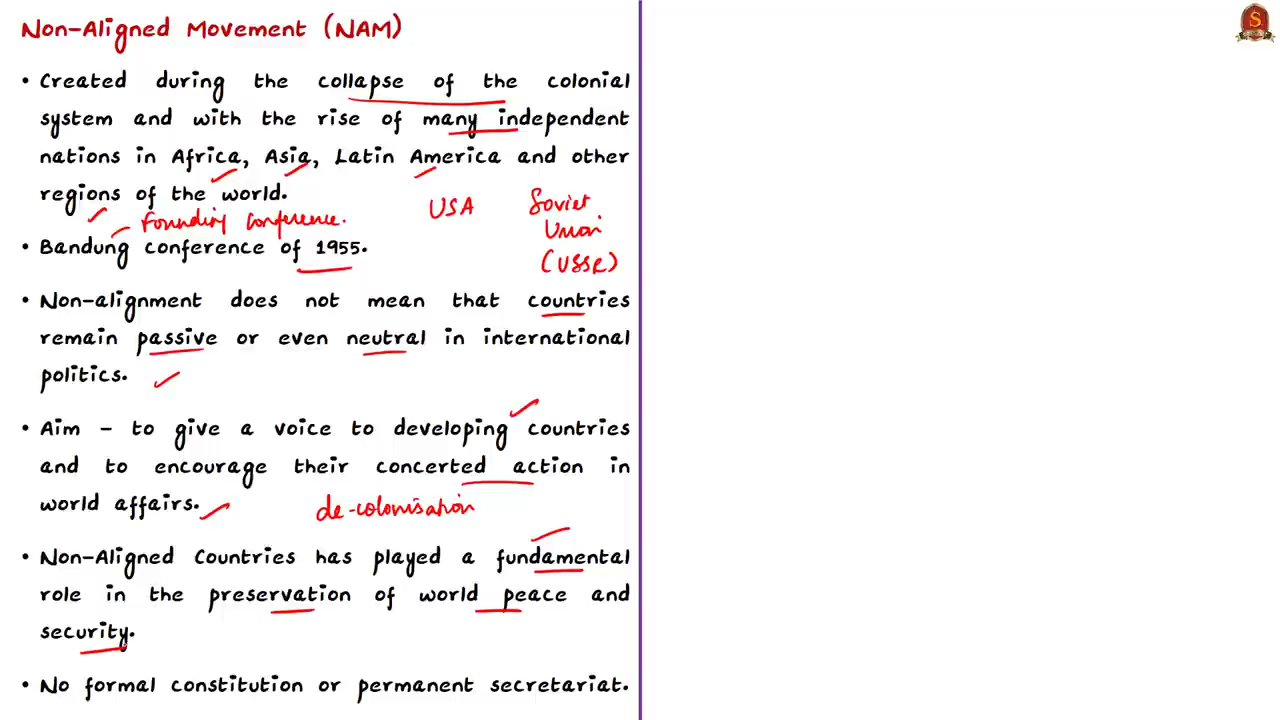 Non-Aligned Movement (NAM)
• Created during the collapse of the colonial
system and with the rise of many independent
nations in Africa, Asia, Latin America and other
regions of the world.
USA
Soviet
Union
(USSR)
Founding Conference.
• Bandung conference of 1955.
• Non-alignment does not mean that countries
remain passive or even neutral in international
politics.
• Aim – to give a voice to developing countries
and to encourage their concerted action in
world affairs.
de-colonisation
• Non-Aligned Countries has played a fundamental
role in the preservation of world peace and
security.
• No formal constitution or permanent secretariat.
S